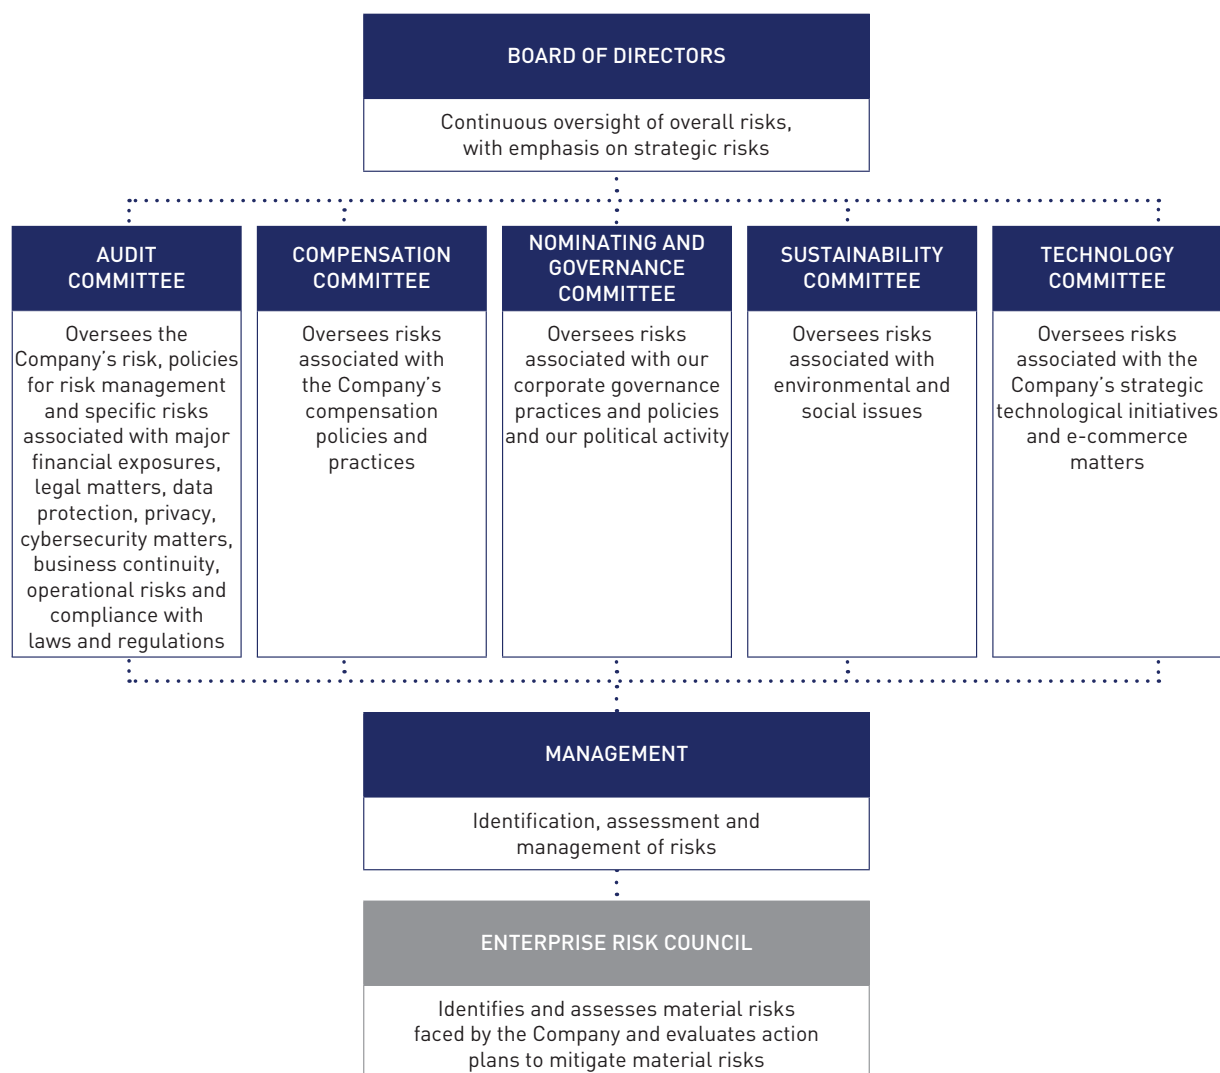 BOARD OF DIRECTORS
Continuous oversight of overall risks,
with emphasis on strategic risks
AUDIT
COMMITTEE
Oversees the
Company’s risk, policies
for risk management
and specific risks
associated with major
financial exposures,
legal matters, data
protection, privacy,
cybersecurity matters,
business continuity,
operational risks and
compliance with
laws and regulations
COMPENSATION
COMMITTEE
Oversees risks
associated with
the Company’s
compensation
policies and
practices
NOMINATING AND
GOVERNANCE
COMMITTEE
Oversees risks
associated with our
corporate governance
practices and policies
and our political activity
SUSTAINABILITY
COMMITTEE
Oversees risks
associated with
environmental and
social issues
TECHNOLOGY
COMMITTEE
Oversees risks
associated with the
Company’s strategic
technological initiatives
and e-commerce
matters
MANAGEMENT
Identification, assessment and
management of risks
ENTERPRISE RISK COUNCIL
Identifies and assesses material risks
faced by the Company and evaluates action
plans to mitigate material risks